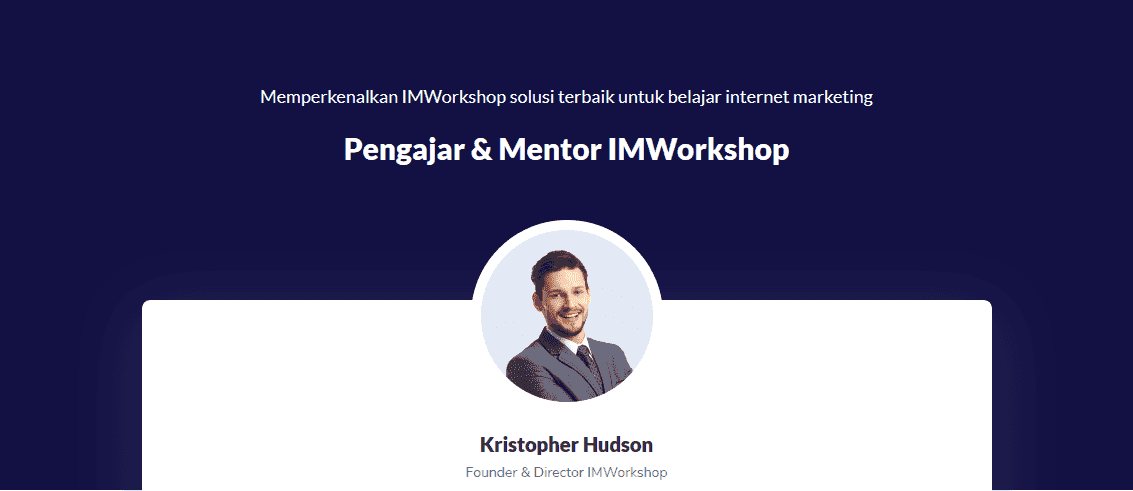 Memperkenalkan IMWorkshop solusi terbaik untuk belajar internet marketing
Pengajar & Mentor IMWorkshop
Kristopher Hudson
Founder & Director IMWorkshop